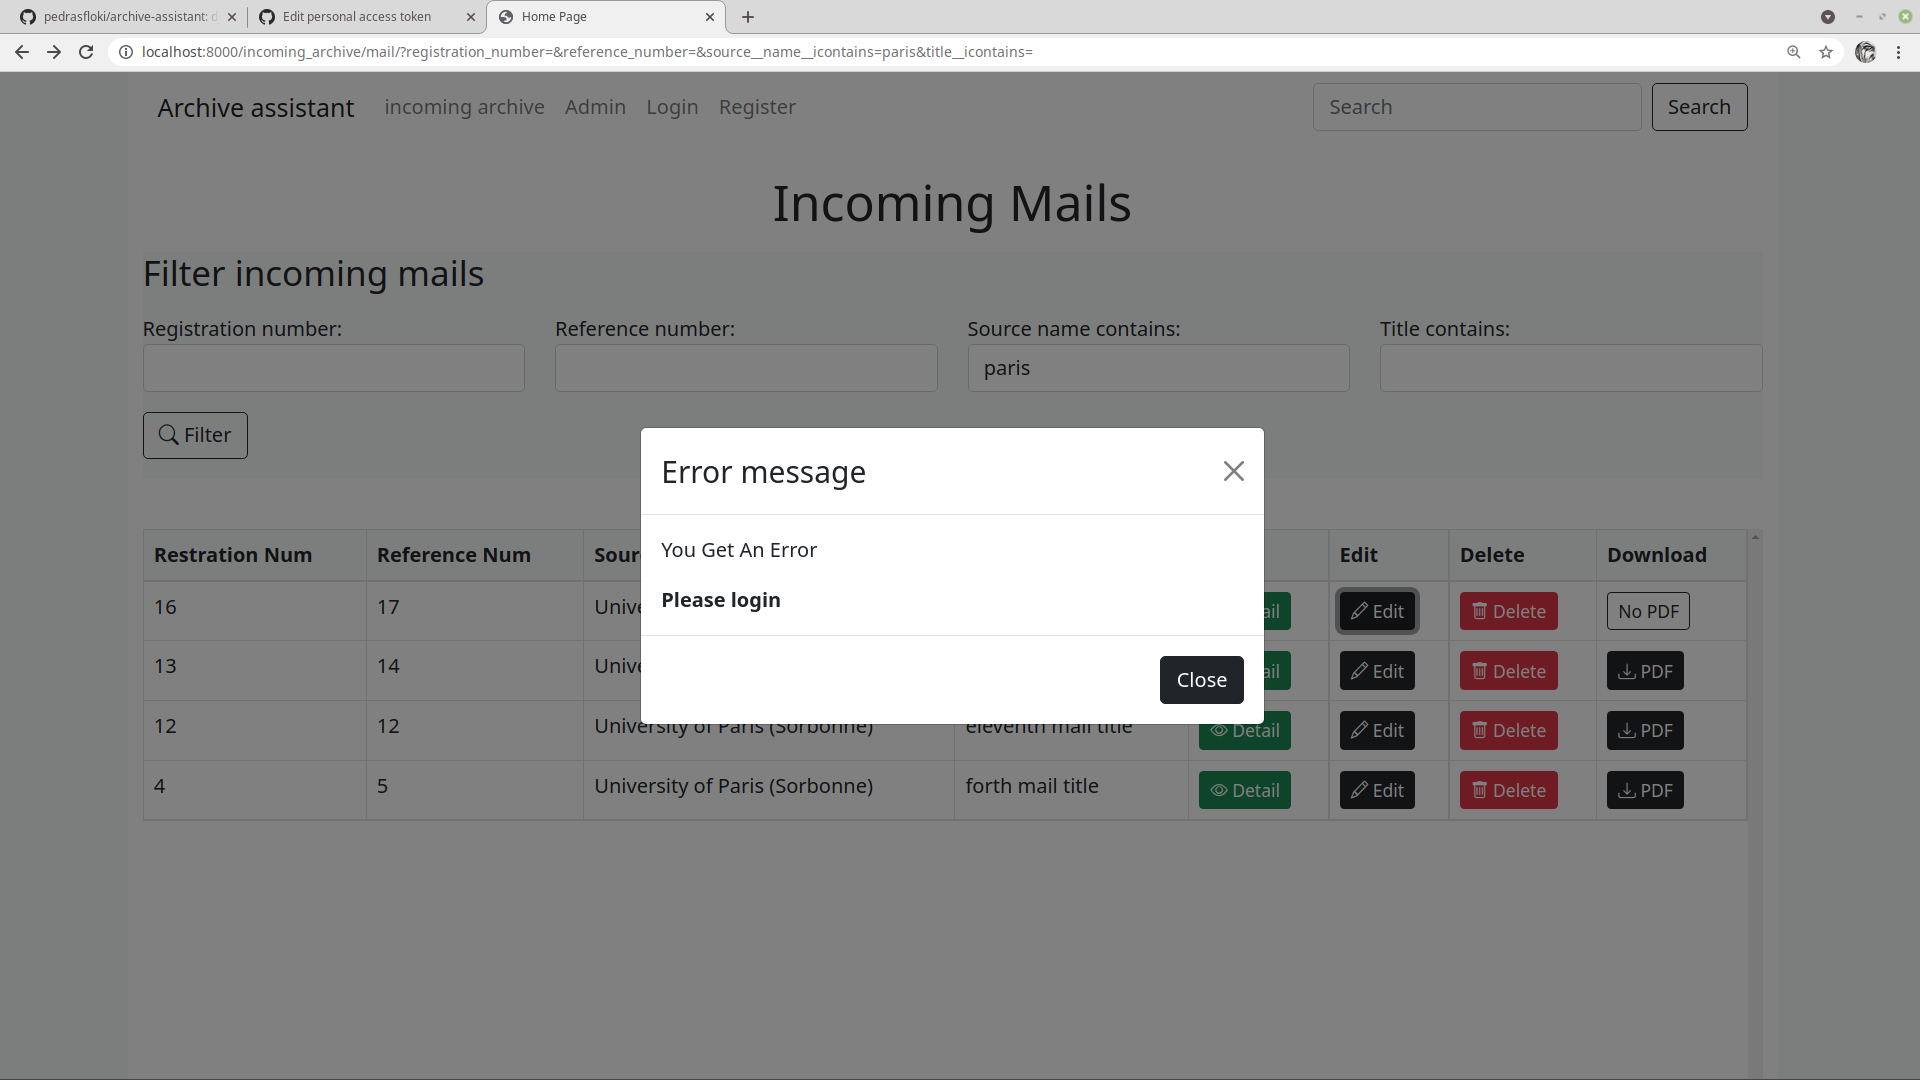 pedrasfloki/archive-assistant: d
Edit personal access token
Home Page
localhost:8000/incoming_archive/mail/?registration_number=&reference_number=&source__name__icontains=paris&title__icontains=
Archive assistant incoming archive Admin Login Register Search Search
Incoming Mails
Filter incoming mails
Registration number: Reference number: Source name contains: Title contains:
paris
Filter
Error message
You Get An Error
Please login
Close
Restration Num Reference Num Sour Edit Delete Download
16 17 Unive ail Edit Delete No PDF
13 14 Unive ail Edit Delete PDF
12 12 University of Paris (Sorbonne) eleventh mail title Detail Edit Delete PDF
4 5 University of Paris (Sorbonne) forth mail title Detail Edit Delete PDF